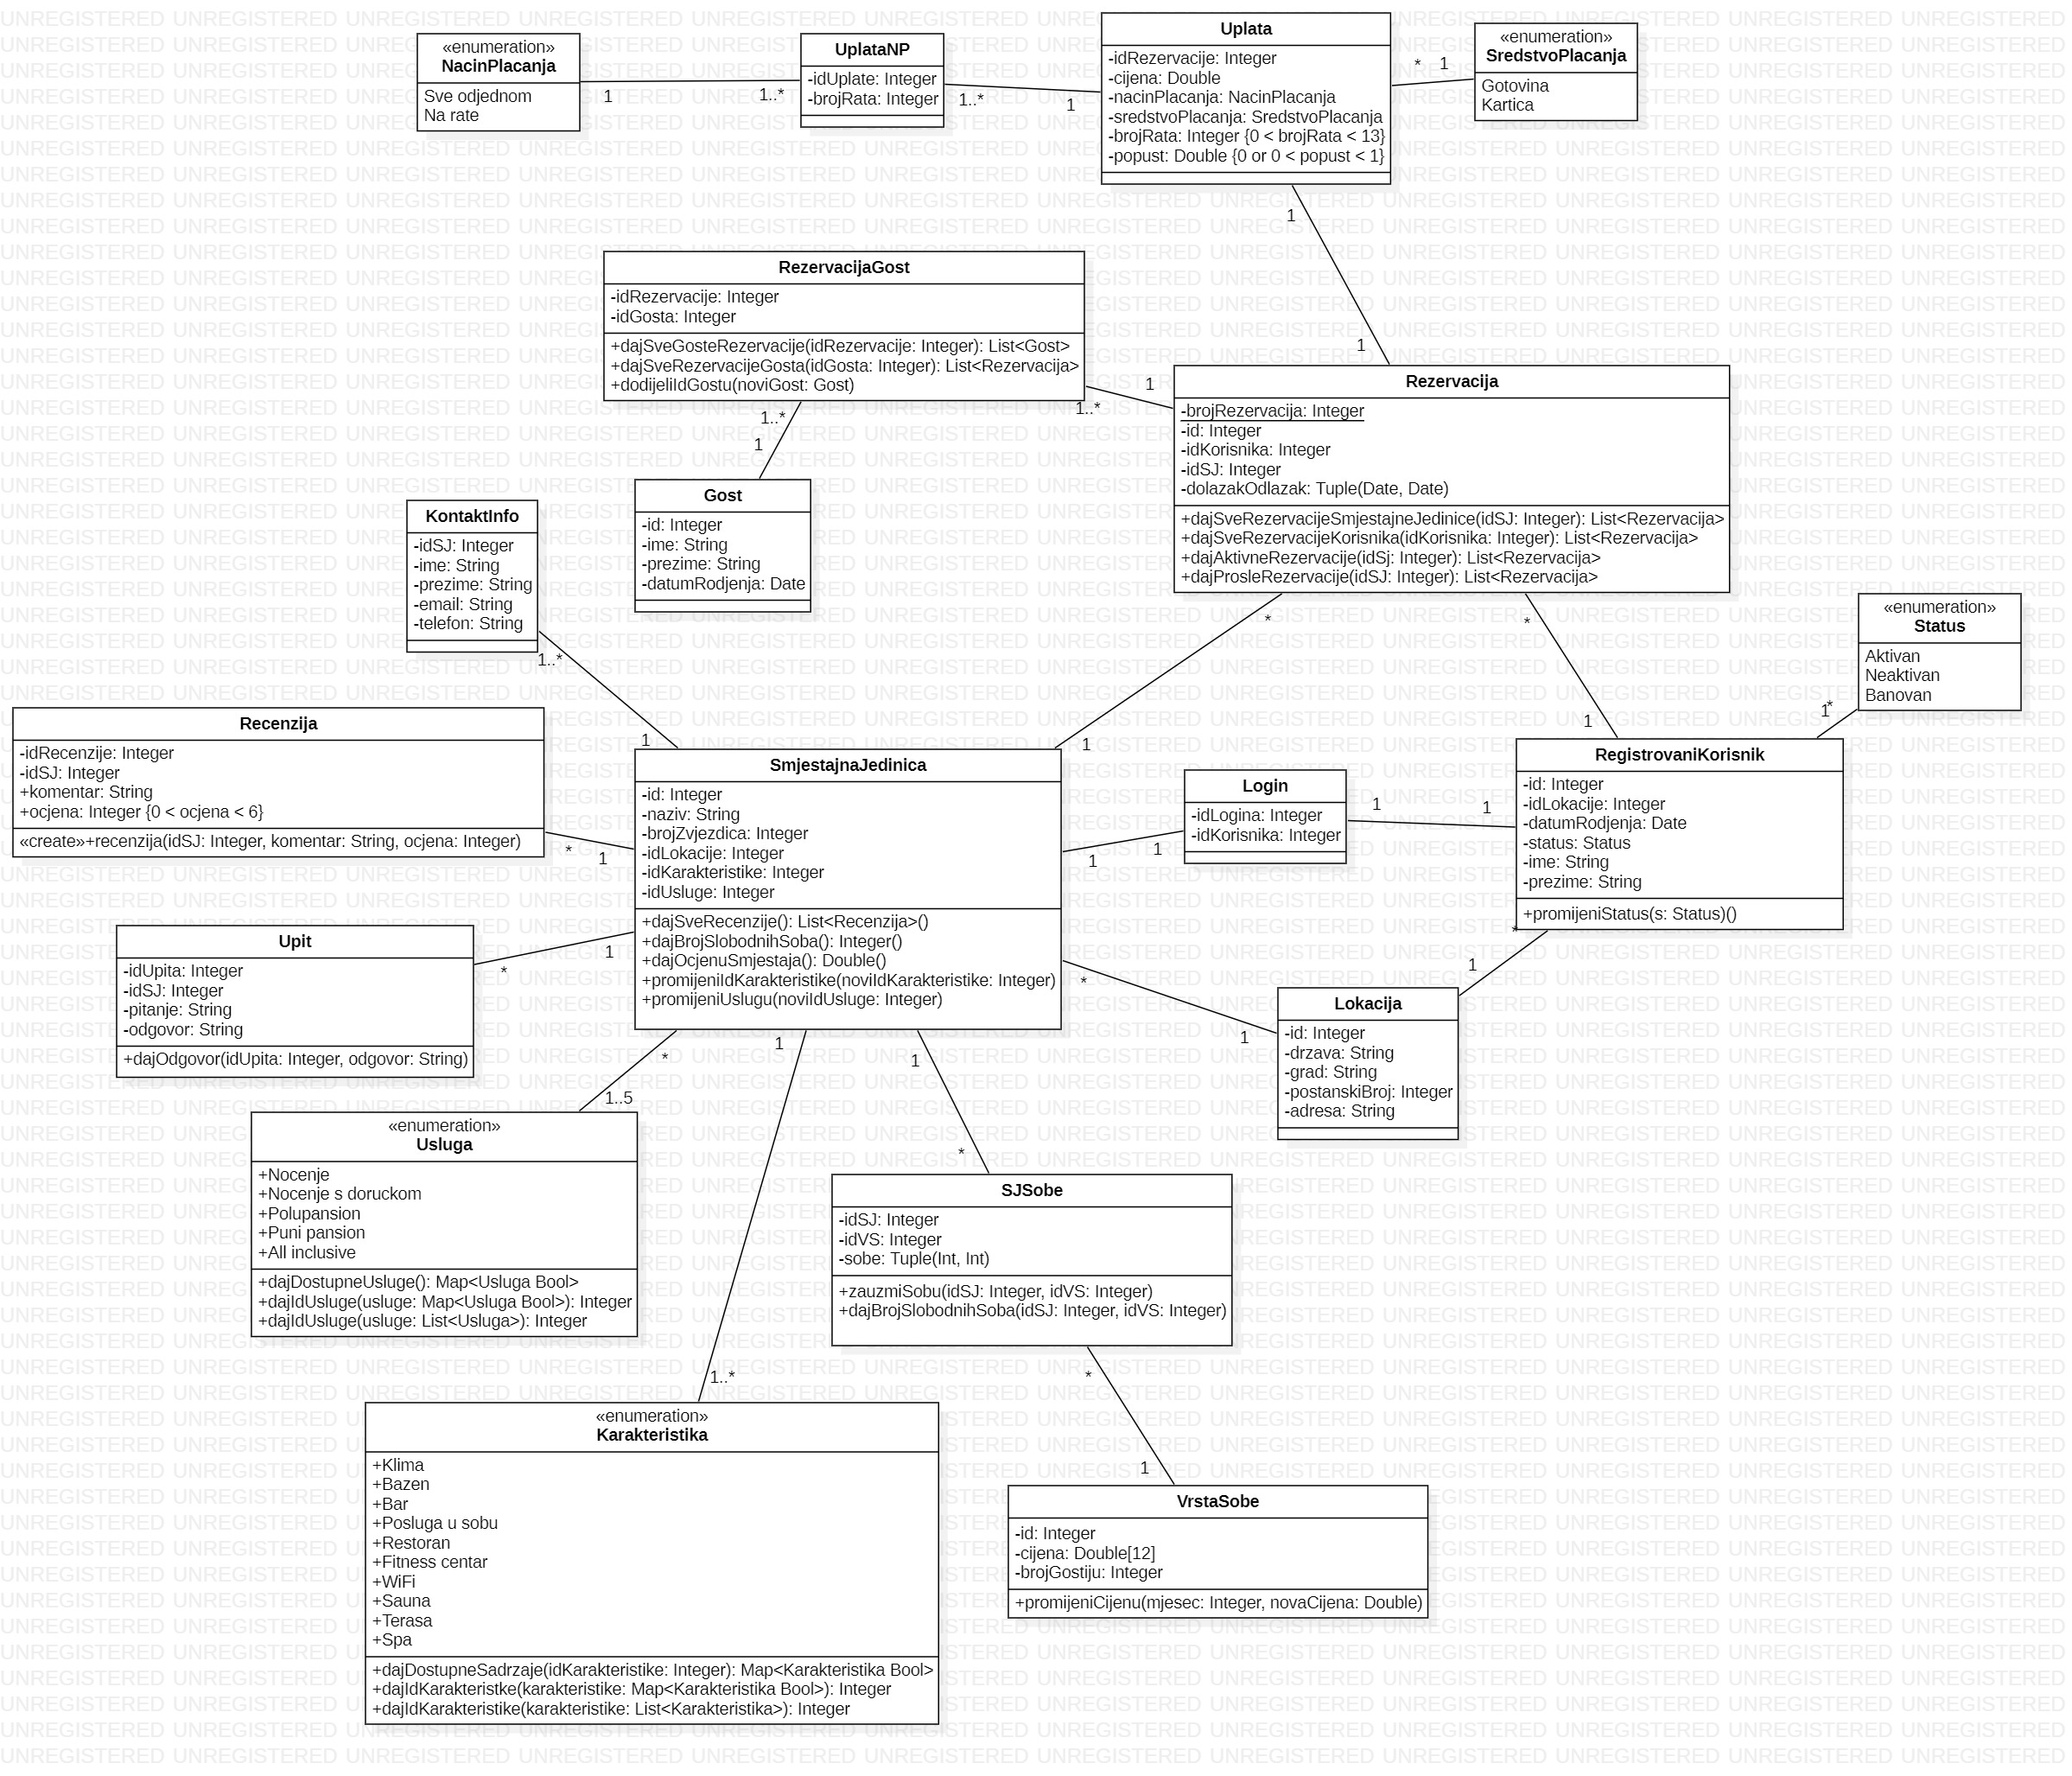 «enumeration»
NacinPlacanja
Sve odjednom
Na rate
1
1..*
UplataNP
-idUplate: Integer
-brojRata: Integer
1..*
1
Uplata
-idRezervacije: Integer
-cijena: Double
-nacinPlacanja: NacinPlacanja
-sredstvoPlacanja: SredstvoPlacanja
-brojRata: Integer {0 < brojRata < 13}
-popust: Double {0 or 0 < popust < 1}
*
1
«enumeration»
SredstvoPlacanja
Gotovina
Kartica
1
1
RezervacijaGost
-idRezervacije: Integer
-idGosta: Integer
+dajSveGosteRezervacije(idRezervacije: Integer): List<Gost>
+dajSveRezervacijeGosta(idGosta: Integer): List<Rezervacija>
+dodijeliIdGostu(noviGost: Gost)
1
1..*
1..*
1
Rezervacija
-brojRezervacija: Integer
-id: Integer
-idKorisnika: Integer
-idSJ: Integer
-dolazakOdlazak: Tuple(Date, Date)
+dajSveRezervacijeSmjestajneJedinice(idSJ: Integer): List<Rezervacija>
+dajSveRezervacijeKorisnika(idKorisnika: Integer): List<Rezervacija>
+dajAktivneRezervacije(idSj: Integer): List<Rezervacija>
+dajProsleRezervacije(idSJ: Integer): List<Rezervacija>
Gost
-id: Integer
-ime: String
-prezime: String
-datumRodjenja: Date
KontaktInfo
-idSJ: Integer
-ime: String
-prezime: String
-email: String
-telefon: String
1..*
1
*
1
*
1
«enumeration»
Status
Aktivan
Neaktivan
Banovan
*
1
Recenzija
-idRecenzije: Integer
-idSJ: Integer
+komentar: String
+ocjena: Integer {0 < ocjena < 6}
«create»+recenzija(idSJ: Integer, komentar: String, ocjena: Integer)
*
1
SmjestajnaJedinica
-id: Integer
-naziv: String
-brojZvjezdica: Integer
-idLokacije: Integer
-idKarakteristike: Integer
-idUsluge: Integer
+dajSveRecenzije(): List<Recenzija>()
+dajBrojSlobodnihSoba(): Integer()
+dajOcjenuSmjestaja(): Double()
+promijeniIdKarakteristike(noviIdKarakteristike: Integer)
+promijeniUslugu(noviIdUsluge: Integer)
Login
-idLogina: Integer
-idKorisnika: Integer
1
1
1
1
RegistrovaniKorisnik
-id: Integer
-idLokacije: Integer
-datumRodjenja: Date
-status: Status
-ime: String
-prezime: String
+promijeniStatus(s: Status)()
*
1
Upit
-idUpita: Integer
-idSJ: Integer
-pitanje: String
-odgovor: String
+dajOdgovor(idUpita: Integer, odgovor: String)
*
1
*
1
Lokacija
-id: Integer
-drzava: String
-grad: String
-postanskiBroj: Integer
-adresa: String
*
1..5
1
1
*
«enumeration»
Usluga
+Nocenje
+Nocenje s doruckom
+Polupansion
+Puni pansion
+All inclusive
+dajDostupneUsluge(): Map<Usluga Bool>
+dajIdUsluge(usluge: Map<Usluga Bool>): Integer
+dajIdUsluge(usluge: List<Usluga>): Integer
SJSobe
-idSJ: Integer
-idVS: Integer
-sobe: Tuple(Int, Int)
+zauzmiSobu(idSJ: Integer, idVS: Integer)
+dajBrojSlobodnihSoba(idSJ: Integer, idVS: Integer)
1..*
*
1
«enumeration»
Karakteristika
+Klima
+Bazen
+Bar
+Posluga u sobu
+Restoran
+Fitness centar
+WiFi
+Sauna
+Terasa
+Spa
+dajDostupneSadrzaje(idKarakteristike: Integer): Map<Karakteristika Bool>
+dajIdKarakteristke(karakteristike: Map<Karakteristika Bool>): Integer
+dajIdKarakteristike(karakteristike: List<Karakteristika>): Integer
VrstaSobe
-id: Integer
-cijena: Double[12]
-brojGostiju: Integer
+promijeniCijenu(mjesec: Integer, novaCijena: Double)
UNREGISTERED